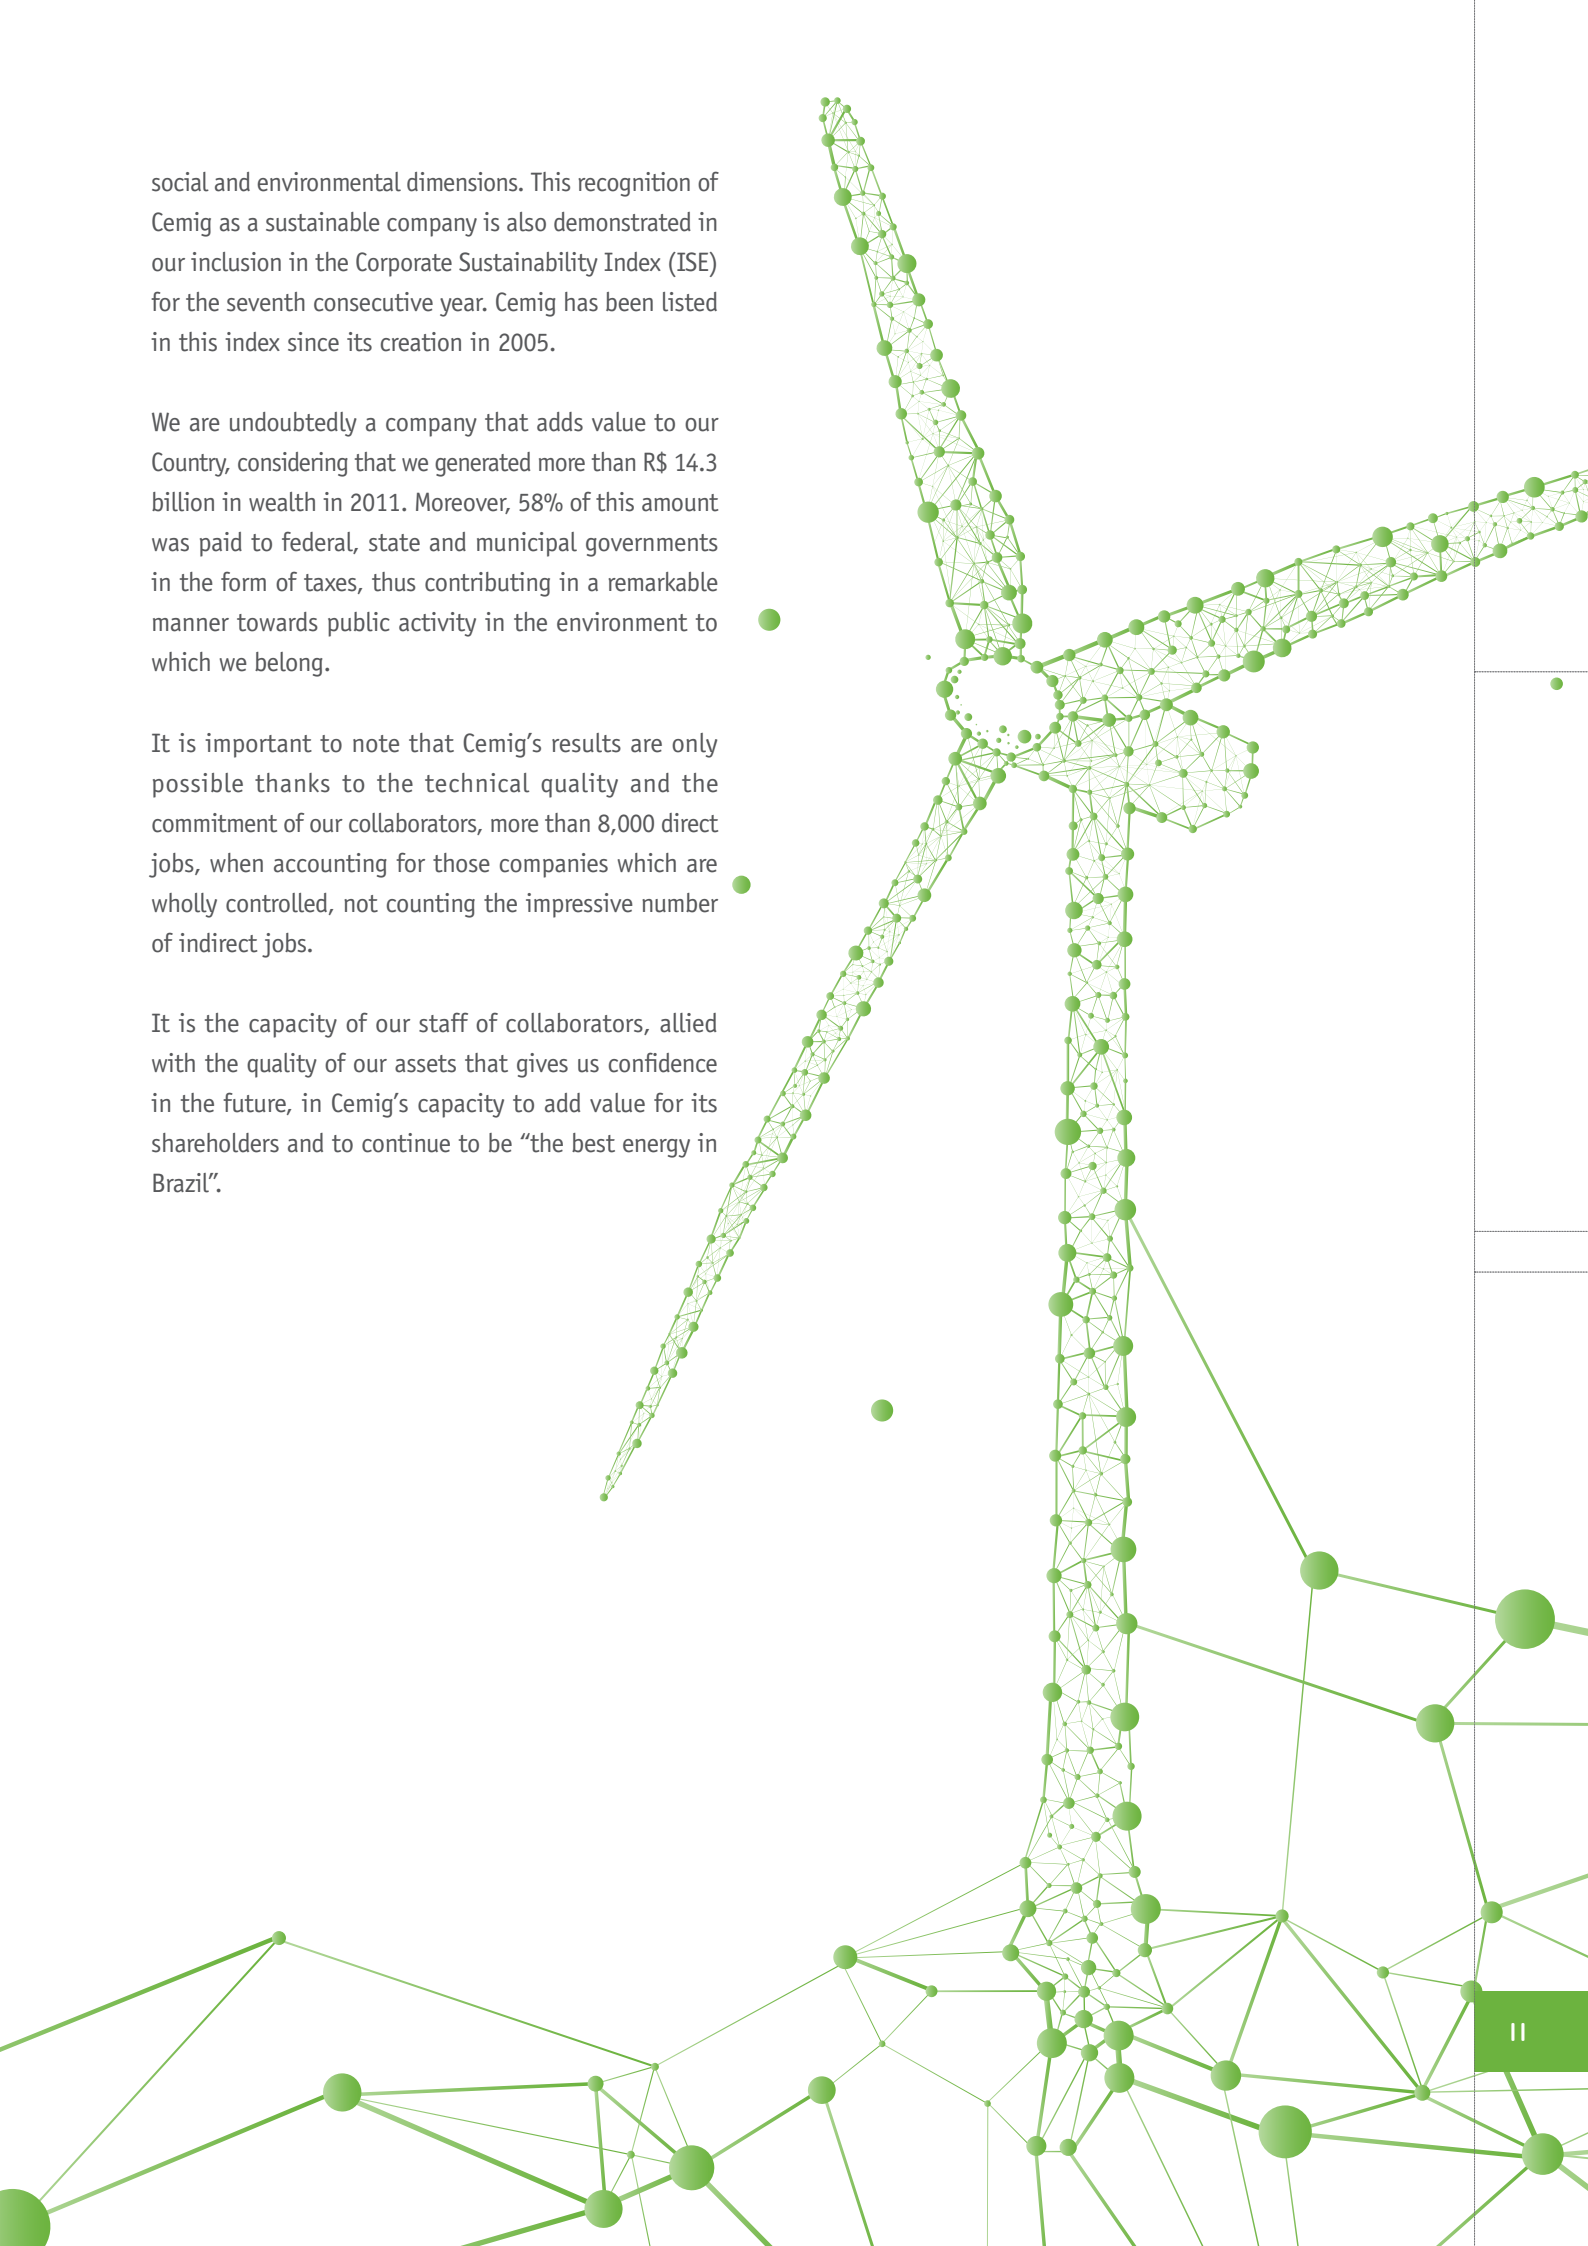 social and environmental dimensions. This recognition of
Cemig as a sustainable company is also demonstrated in
our inclusion in the Corporate Sustainability Index (ISE)
for the seventh consecutive year. Cemig has been listed
in this index since its creation in 2005.
We are undoubtedly a company that adds value to our
Country, considering that we generated more than R$ 14.3
billion in wealth in 2011. Moreover, 58% of this amount
was paid to federal, state and municipal governments
in the form of taxes, thus contributing in a remarkable
manner towards public activity in the environment to
which we belong.
It is important to note that Cemig’s results are only
possible thanks to the technical quality and the
commitment of our collaborators, more than 8,000 direct
jobs, when accounting for those companies which are
wholly controlled, not counting the impressive number
of indirect jobs.
It is the capacity of our staff of collaborators, allied
with the quality of our assets that gives us confidence
in the future, in Cemig’s capacity to add value for its
shareholders and to continue to be “the best energy in
Brazil”.
11